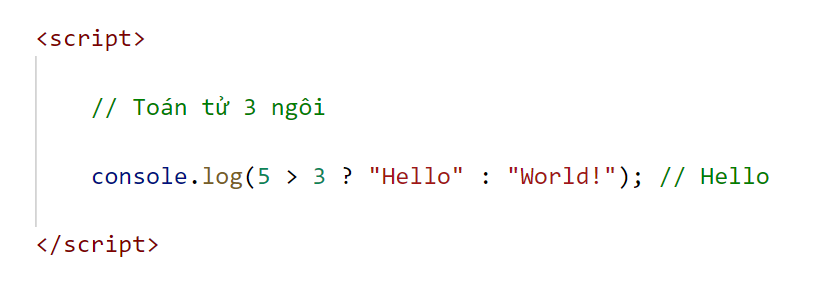 <script>
// Toán tử 3 ngôi
console.log(5 > 3 ? "Hello" : "World!"); // Hello
</script>